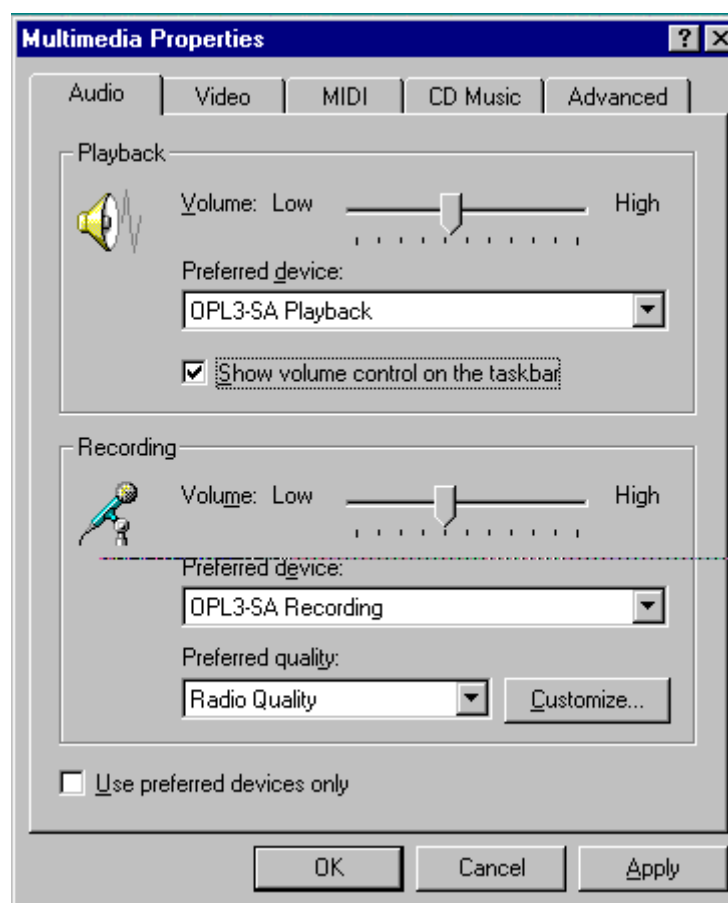 Multimedia Properties
Audio Video MIDI CD Music Advanced
Playback
Volume: Low High
Preferred device:
OPL3-SA Playback
Show volume control on the taskbar
Recording
Volume: Low High
Preferred device:
OPL3-SA Recording
Preferred quality:
Radio Quality Customize...
Use preferred devices only
OK Cancel Apply